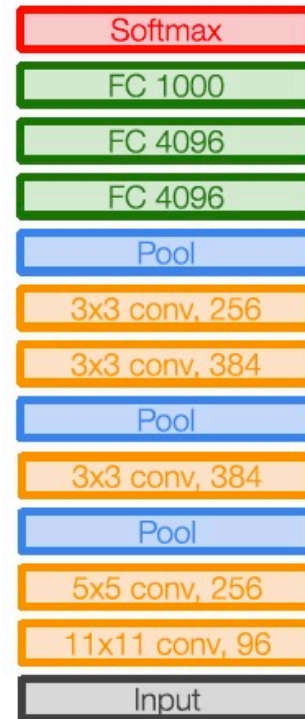 Softmax
FC 1000
FC 4096
FC 4096
Pool
3x3 conv, 256
3x3 conv, 384
Pool
3x3 conv, 384
Pool
5x5 conv, 256
11x11 conv, 96
Input